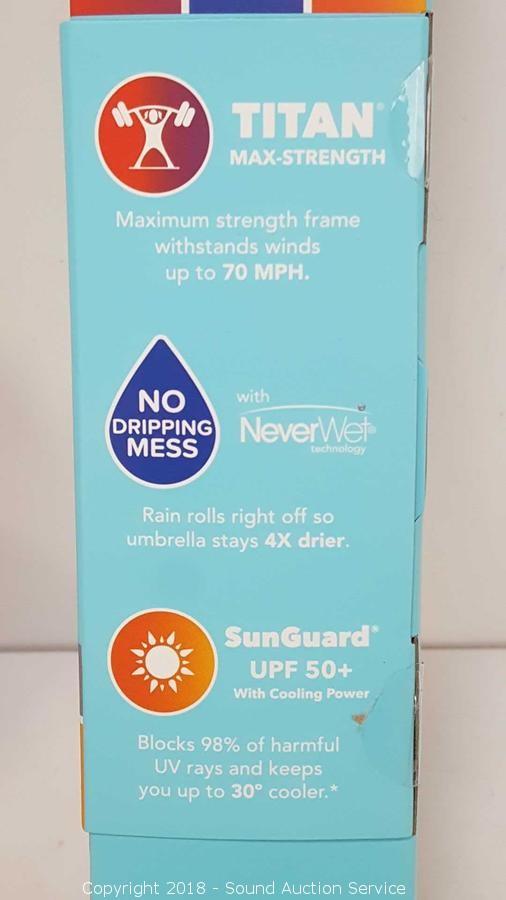 TITAN®
MAX-STRENGTH
Maximum strength frame
withstands winds
up to 70 MPH.
NO
DRIPPING
MESS
with
NeverWet®
technology
Rain rolls right off so
umbrella stays 4X drier.
SunGuard®
UPF 50+
With Cooling Power
Blocks 98% of harmful
UV rays and keeps
you up to 30° cooler.*
Copyright 2018 - Sound Auction Service